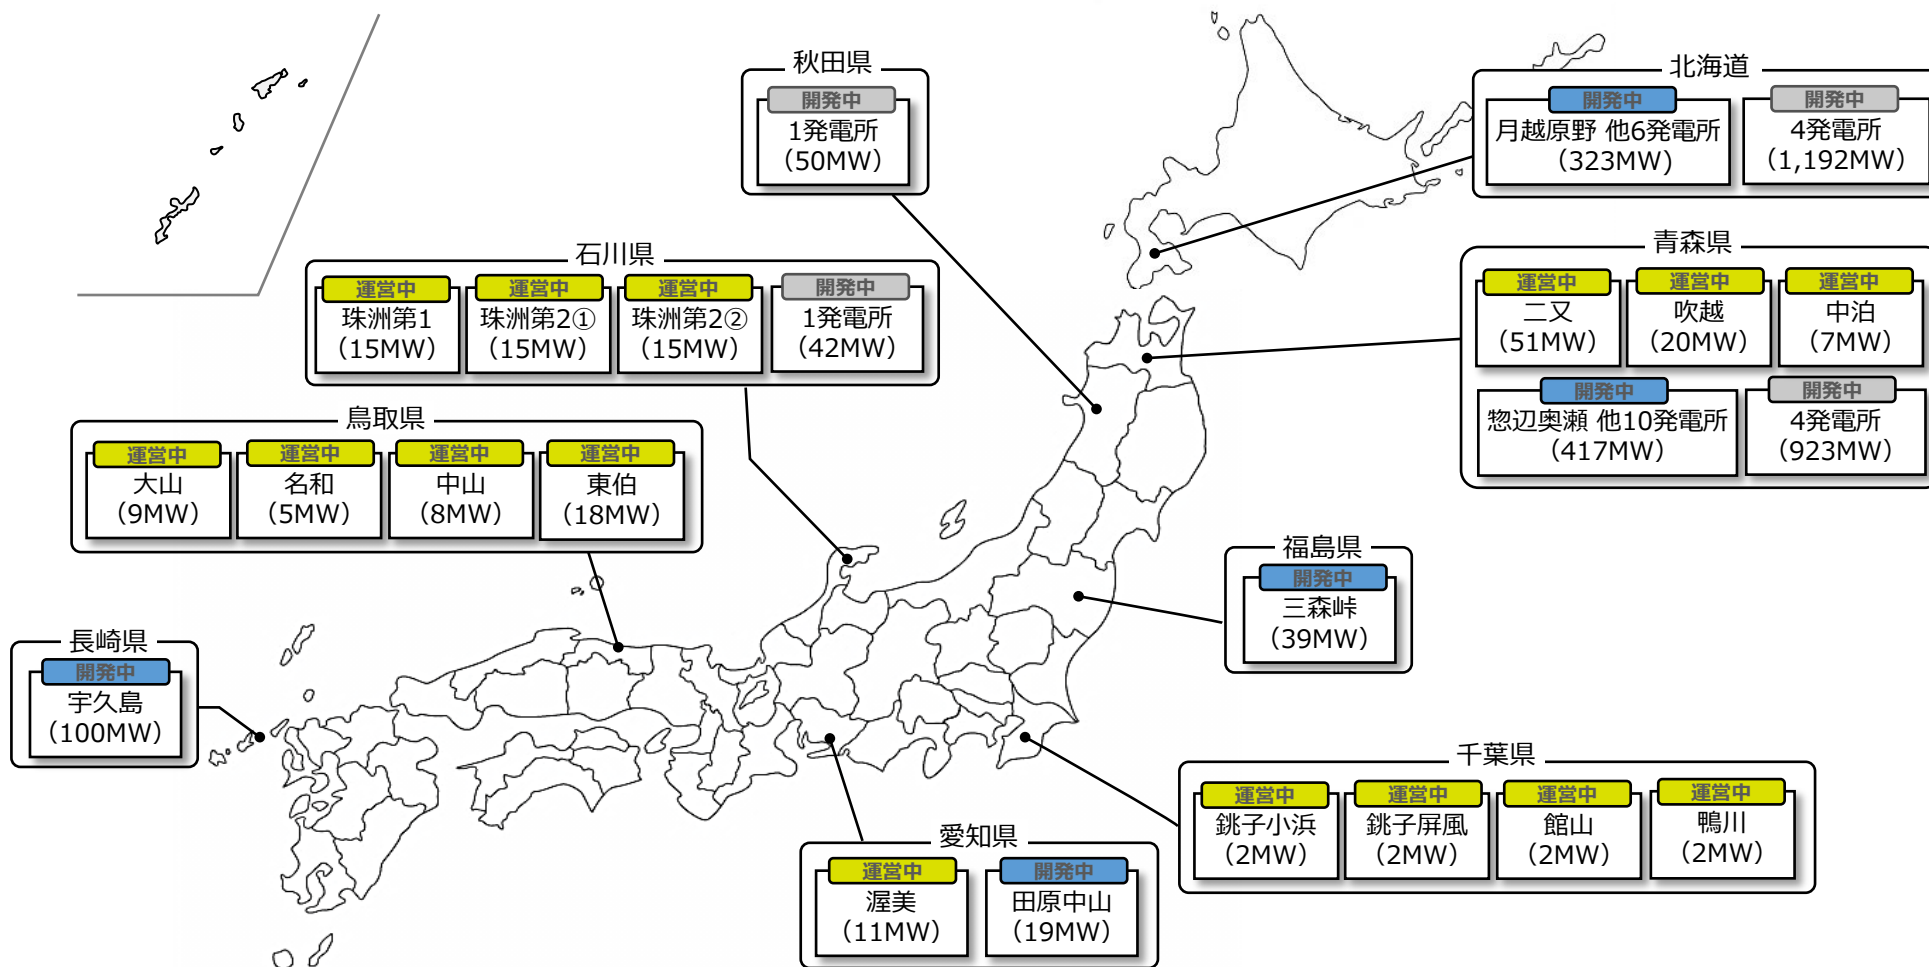 秋田県
開発中
1発電所
（50MW）
北海道
開発中
月越原野 他6発電所
（323MW）
開発中
4発電所
（1,192MW）
石川県
運営中
珠洲第1
（15MW）
運営中
珠洲第2①
（15MW）
運営中
珠洲第2②
（15MW）
開発中
1発電所
（42MW）
青森県
運営中
二又
（51MW）
運営中
吹越
（20MW）
運営中
中泊
（7MW）
開発中
惣辺奥瀬 他10発電所
（417MW）
開発中
4発電所
（923MW）
鳥取県
運営中
大山
（9MW）
運営中
名和
（5MW）
運営中
中山
（8MW）
運営中
東伯
（18MW）
福島県
開発中
三森峠
（39MW）
長崎県
開発中
宇久島
（100MW）
千葉県
運営中
銚子小浜
（2MW）
運営中
銚子屏風
（2MW）
運営中
館山
（2MW）
運営中
鴨川
（2MW）
愛知県
運営中
渥美
（11MW）
開発中
田原中山
（19MW）